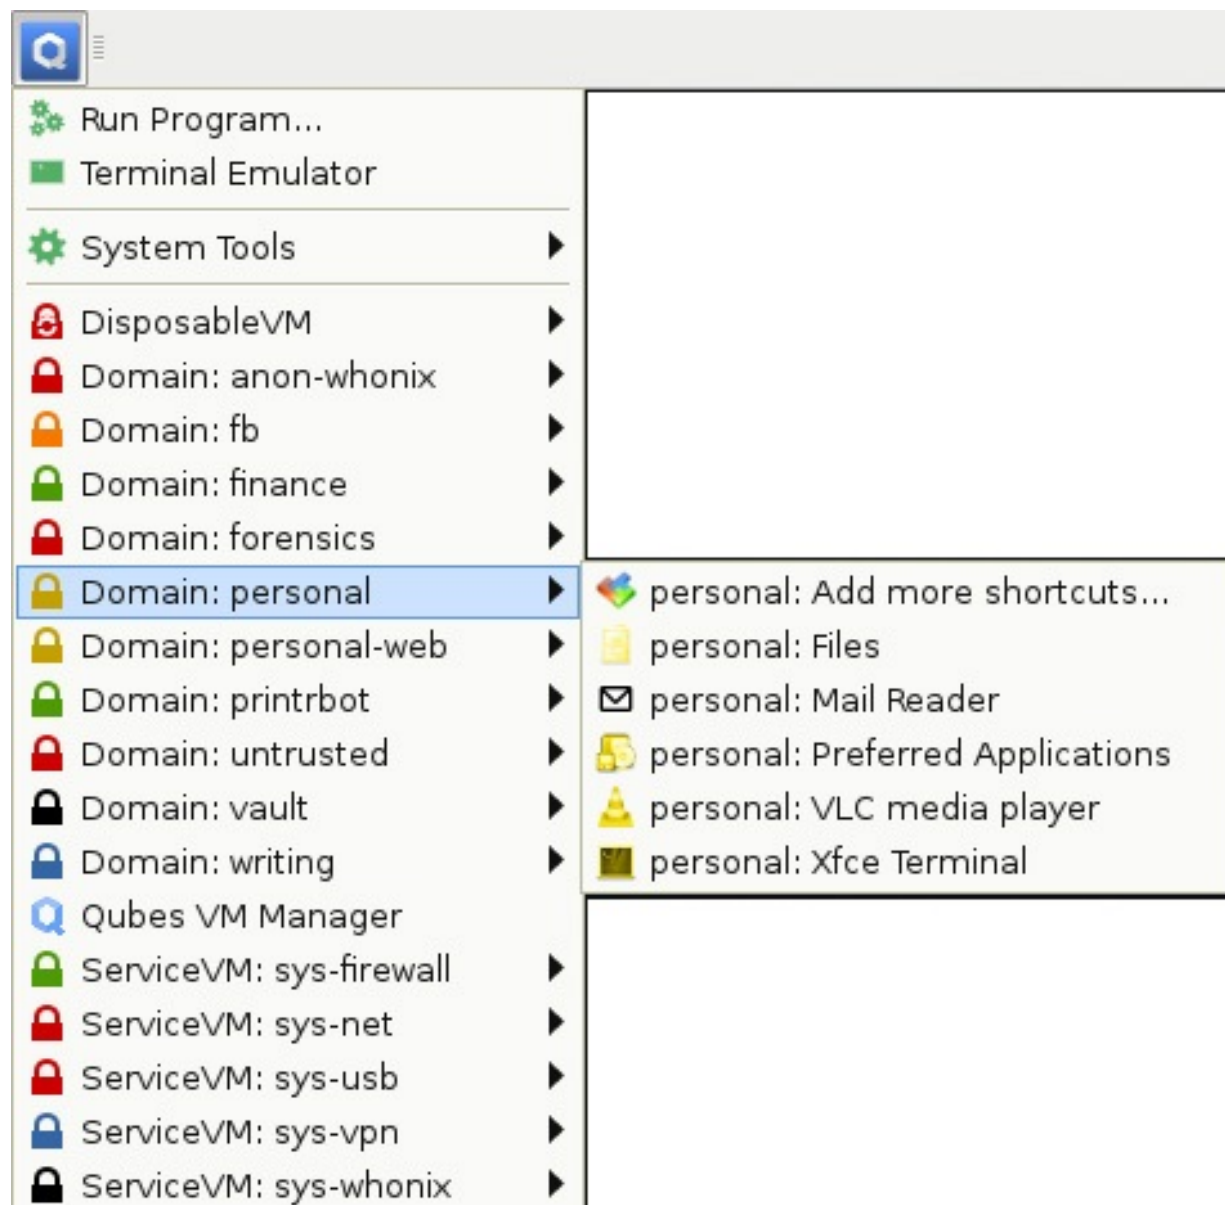 Run Program...
Terminal Emulator
System Tools
DisposableVM
Domain: anon-whonix
Domain: fb
Domain: finance
Domain: forensics
Domain: personal
Domain: personal-web
Domain: printrbot
Domain: untrusted
Domain: vault
Domain: writing
Qubes VM Manager
ServiceVM: sys-firewall
ServiceVM: sys-net
ServiceVM: sys-usb
ServiceVM: sys-vpn
ServiceVM: sys-whonix
personal: Add more shortcuts...
personal: Files
personal: Mail Reader
personal: Preferred Applications
personal: VLC media player
personal: Xfce Terminal